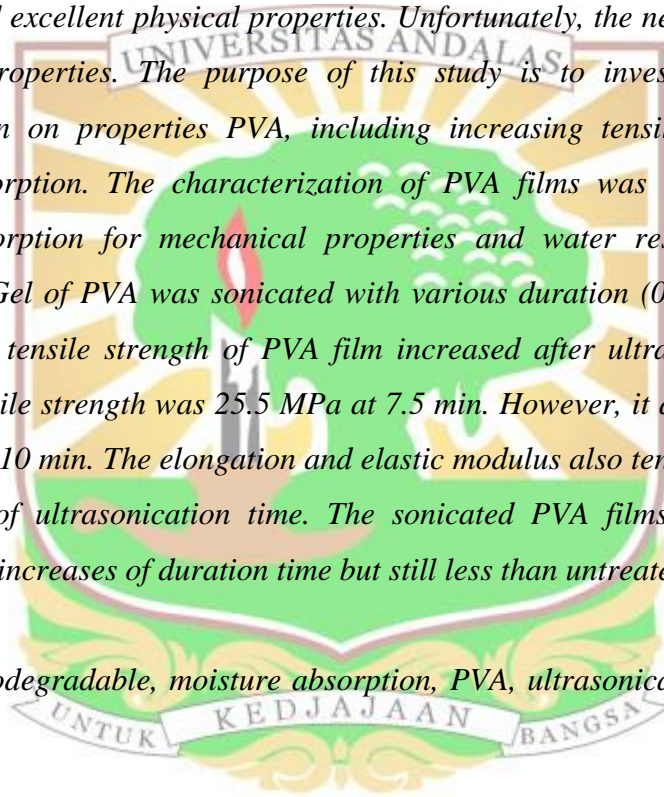 l excellent physical properties. Unfortunately, the ne
UNIVERSITAS ANDALAS
roperties. The purpose of this study is to inves
n on properties PVA, including increasing tensil
orption. The characterization of PVA films was
orption for mechanical properties and water res
Gel of PVA was sonicated with various duration (0
tensile strength of PVA film increased after ultra
ile strength was 25.5 MPa at 7.5 min. However, it d
10 min. The elongation and elastic modulus also ten
of ultrasonication time. The sonicated PVA films
increases of duration time but still less than untreate
odegradable, moisture absorption, PVA, ultrasonica
UNTUK KEDJAJAAN BANGSA